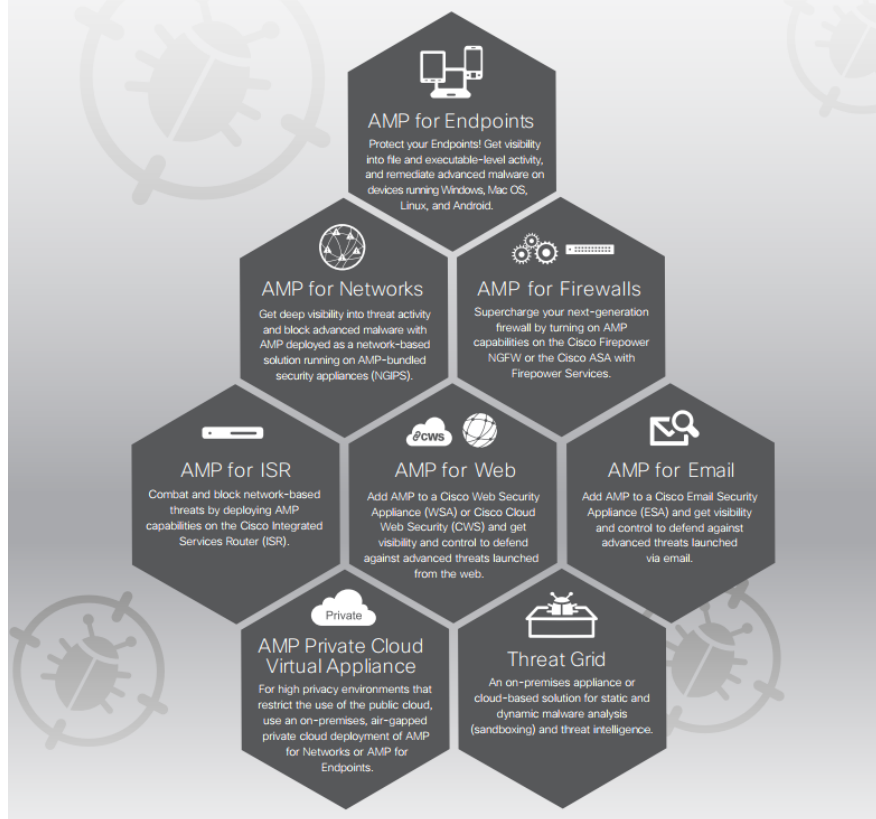 AMP for Endpoints
Protect your Endpoints! Get visibility
into file and executable-level activity,
and remediate advanced malware on
devices running Windows, Mac OS,
Linux, and Android.
AMP for Networks
Get deep visibility into threat activity
and block advanced malware with
AMP deployed as a network-based
solution running on AMP-bundled
security appliances (NGIPS).
AMP for Firewalls
Supercharge your next-generation
firewall by turning on AMP
capabilities on the Cisco Firepower
NGFW or the Cisco ASA with
Firepower Services.
AMP for ISR
Combat and block network-based
threats by deploying AMP
capabilities on the Cisco Integrated
Services Router (ISR).
CWS
AMP for Web
Add AMP to a Cisco Web Security
Appliance (WSA) or Cisco Cloud
Web Security (CWS) and get
visibility and control to defend
against advanced threats launched
from the web.
AMP for Email
Add AMP to a Cisco Email Security
Appliance (ESA) and get visibility
and control to defend against
advanced threats launched
via email.
Private
AMP Private Cloud
Virtual Appliance
For high privacy environments that
restrict the use of the public cloud,
use an on-premises, air-gapped
private cloud deployment of AMP
for Networks or AMP for
Endpoints.
Threat Grid
An on-premises appliance or
cloud-based solution for static and
dynamic malware analysis
(sandboxing) and threat intelligence.